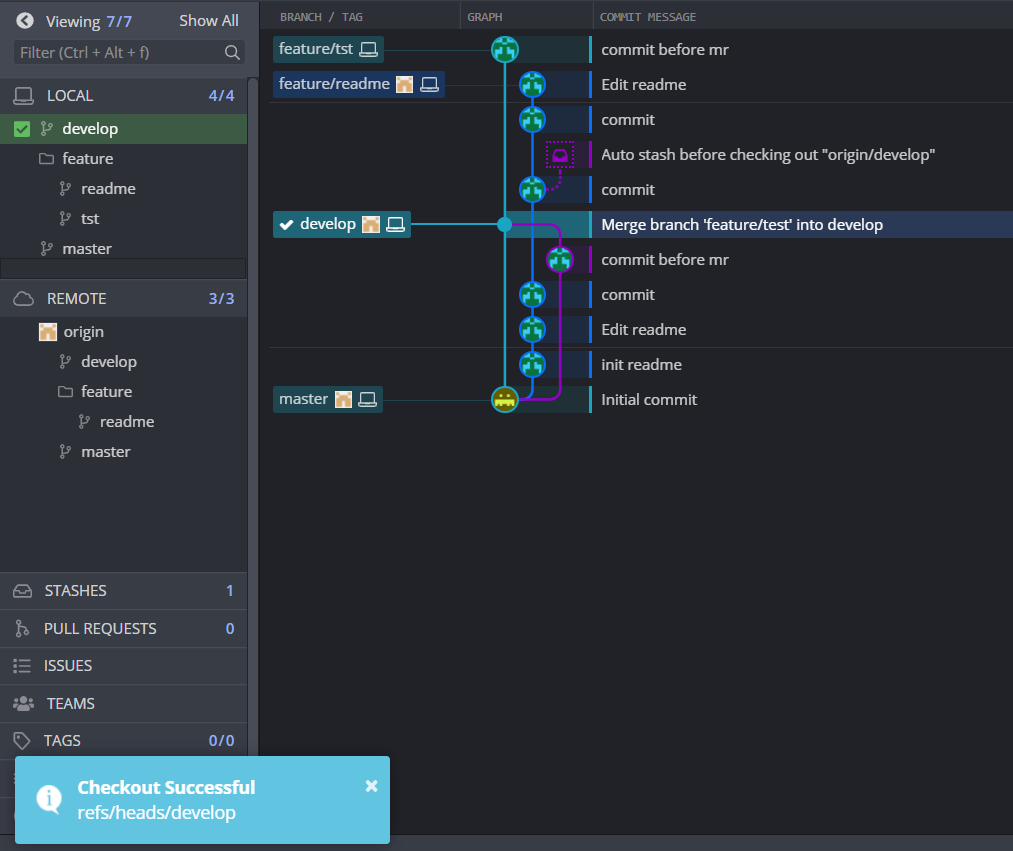 Viewing 7/7 Show All
Filter (Ctrl + Alt + f)
LOCAL 4/4
develop
feature
readme
tst
master
REMOTE 3/3
origin
develop
feature
readme
master
STASHES 1
PULL REQUESTS 0
ISSUES
TEAMS
TAGS 0/0
BRANCH / TAG GRAPH COMMIT MESSAGE
feature/tst commit before mr
feature/readme Edit readme
commit
Auto stash before checking out "origin/develop"
commit
develop Merge branch 'feature/test' into develop
commit before mr
commit
Edit readme
init readme
master Initial commit
Checkout Successful
refs/heads/develop